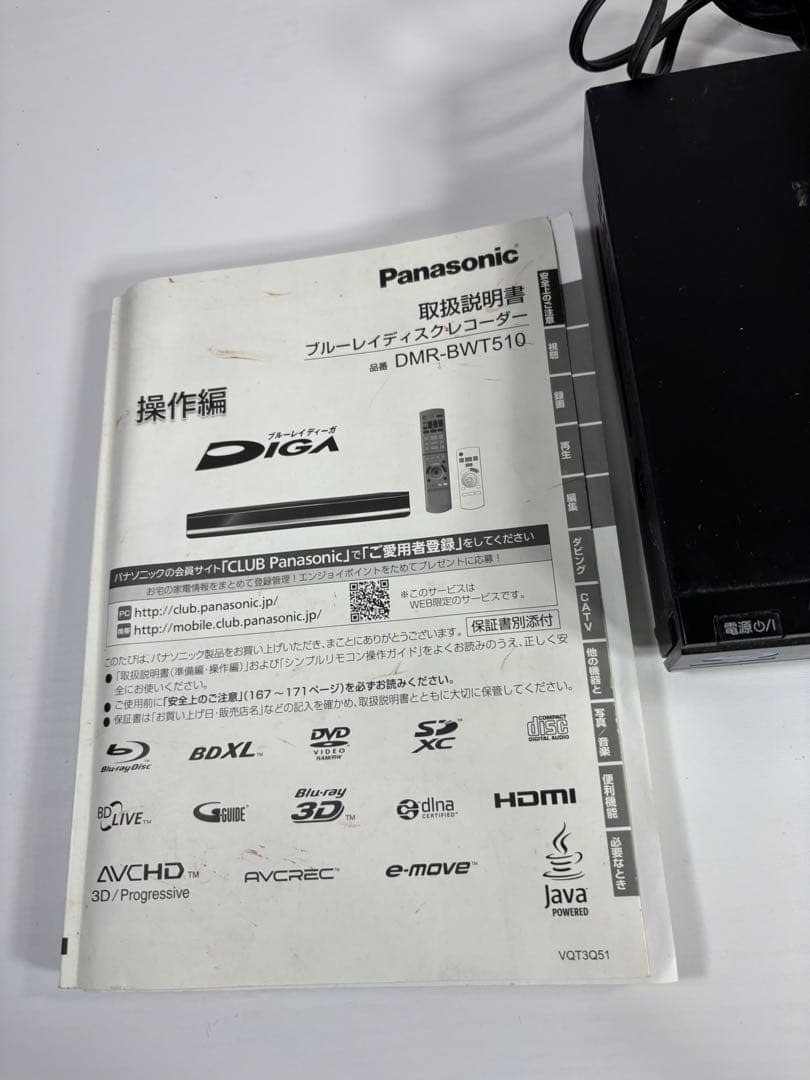 Panasonic
取扱説明書
ブルーレイディスクレコーダー
品番 DMR-BWT510
操作編
ブルーレイディーガ
DIGA
パナソニックの会員サイト「CLUB Panasonic」で「ご愛用者登録」をしてください
お宅の家電情報をまとめて登録管理!エンジョイポイントをためてプレゼントに応募!
PC http://club.panasonic.jp/
携帯 http://mobile.club.panasonic.jp/
※このサービスは
WEB限定のサービスです。
このたびは、パナソニック製品をお買い上げいただき、まことにありがとうございます。
保証書別添付
●「取扱説明書(準備編・操作編)」および「シンプルリモコン操作ガイド」をよくお読みのうえ、正しく安
全にお使いください。
●ご使用前に「安全上のご注意」(167~171ページ)を必ずお読みください。
●保証書は「お買い上げ日・販売店名」などの記入を確かめ、取扱説明書とともに大切に保管してください。
Blu-ray Disc
BDXL™
DVD
VIDEO
RAM/RW
SD
XC
COMPACT
disc
DIGITAL AUDIO
BD LIVE™
G-GUIDE®
Blu-ray
3D™
dlna
CERTIFIED™
HDMI
AVCHD™
3D/Progressive
AVCREC™
e-move™
Java
POWERED
VQT3Q51
安全上のご注意
視聴
録画
再生
編集
ダビング
CATV
他の機器と
写真/音楽
便利機能
必要なとき
電源⏻/I